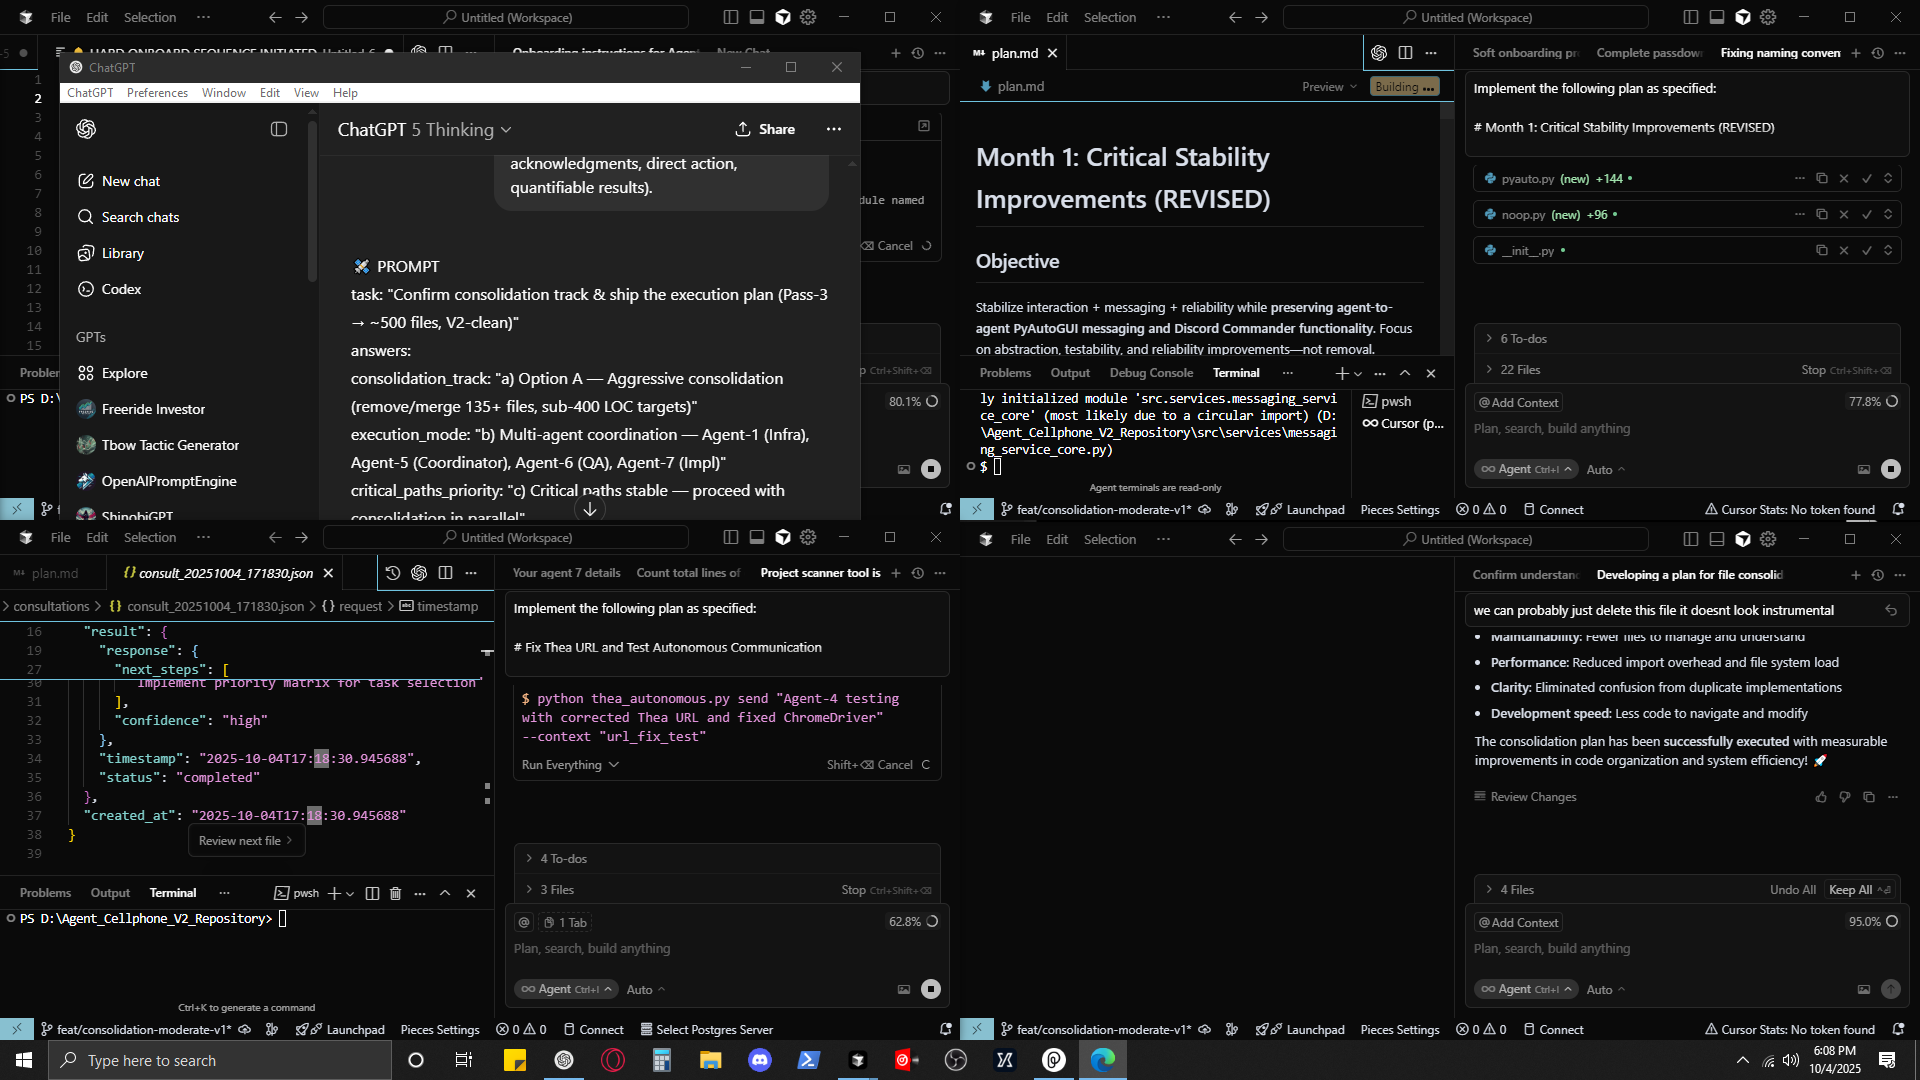 File Edit Selection ··· Untitled (Workspace)
HARD ONBOARD SEQUENCE INITIATED Untitled-6
Onboarding instructions for Agen New Chat
1
2
3
4
5
6
7
8
9
10
11
12
13
14
15
dule named
Cancel
Ctrl+Shift+⌫
80.1%
Problem
PS D:\
ChatGPT
ChatGPT Preferences Window Edit View Help
New chat
Search chats
Library
Codex
GPTs
Explore
Freeride Investor
Tbow Tactic Generator
OpenAIPromptEngine
ShinobiGPT
ChatGPT 5 Thinking
Share
acknowledgments, direct action,
quantifiable results).
🛰️ PROMPT
task: "Confirm consolidation track & ship the execution plan (Pass-3
→ ~500 files, V2-clean)"
answers:
consolidation_track: "a) Option A — Aggressive consolidation
(remove/merge 135+ files, sub-400 LOC targets)"
execution_mode: "b) Multi-agent coordination — Agent-1 (Infra),
Agent-5 (Coordinator), Agent-6 (QA), Agent-7 (Impl)"
critical_paths_priority: "c) Critical paths stable — proceed with
consolidation in parallel"
File Edit Selection ··· Untitled (Workspace)
plan.md
plan.md
Preview Building ...
Month 1: Critical Stability
Improvements (REVISED)
Objective
Stabilize interaction + messaging + reliability while preserving agent-to-
agent PyAutoGUI messaging and Discord Commander functionality. Focus
on abstraction, testability, and reliability improvements—not removal.
Problems Output Debug Console Terminal ···
ly initialized module 'src.services.messaging_servi
ce_core' (most likely due to a circular import) (D:
\Agent_Cellphone_V2_Repository\src\services\messagi
ng_service_core.py)
$
Agent terminals are read-only
pwsh
Cursor (p...
Soft onboarding pr Complete passdow Fixing naming conven
Implement the following plan as specified:
# Month 1: Critical Stability Improvements (REVISED)
pyauto.py (new) +144 •
noop.py (new) +96 •
__init__.py •
6 To-dos
22 Files
Stop Ctrl+Shift+⌫
@ Add Context
77.8%
Plan, search, build anything
Agent Ctrl+I Auto
feat/consolidation-moderate-v1* Launchpad Pieces Settings 0 0 Connect
Cursor Stats: No token found
File Edit Selection ··· Untitled (Workspace)
plan.md
consult_20251004_171830.json
consultations > {} consult_20251004_171830.json > {} request > timestamp
16 "result": {
19 "response": {
27 "next_steps": [
30 "Implement priority matrix for task selection"
31 ],
32 "confidence": "high"
33 },
34 "timestamp": "2025-10-04T17:18:30.945688",
35 "status": "completed"
36 },
37 "created_at": "2025-10-04T17:18:30.945688"
38 }
39
Review next file
Problems Output Terminal ··· pwsh
PS D:\Agent_Cellphone_V2_Repository>
Ctrl+K to generate a command
Your agent 7 details Count total lines of Project scanner tool is
Implement the following plan as specified:
# Fix Thea URL and Test Autonomous Communication
$ python thea_autonomous.py send "Agent-4 testing
with corrected Thea URL and fixed ChromeDriver"
--context "url_fix_test"
Run Everything
Shift+⌫ Cancel
4 To-dos
3 Files
Stop Ctrl+Shift+⌫
@ 1 Tab
62.8%
Plan, search, build anything
Agent Ctrl+I Auto
feat/consolidation-moderate-v1* Launchpad Pieces Settings 0 0 Connect Select Postgres Server
File Edit Selection ··· Untitled (Workspace)
Confirm understanc Developing a plan for file consolid
we can probably just delete this file it doesnt look instrumental
• Maintainability: Fewer files to manage and understand
• Performance: Reduced import overhead and file system load
• Clarity: Eliminated confusion from duplicate implementations
• Development speed: Less code to navigate and modify
The consolidation plan has been successfully executed with measurable
improvements in code organization and system efficiency! 🚀
Review Changes
4 Files
Undo All Keep All
@ Add Context
95.0%
Plan, search, build anything
Agent Ctrl+I Auto
feat/consolidation-moderate-v1* Launchpad Pieces Settings 0 0 Connect
Cursor Stats: No token found
Type here to search
6:08 PM
10/4/2025